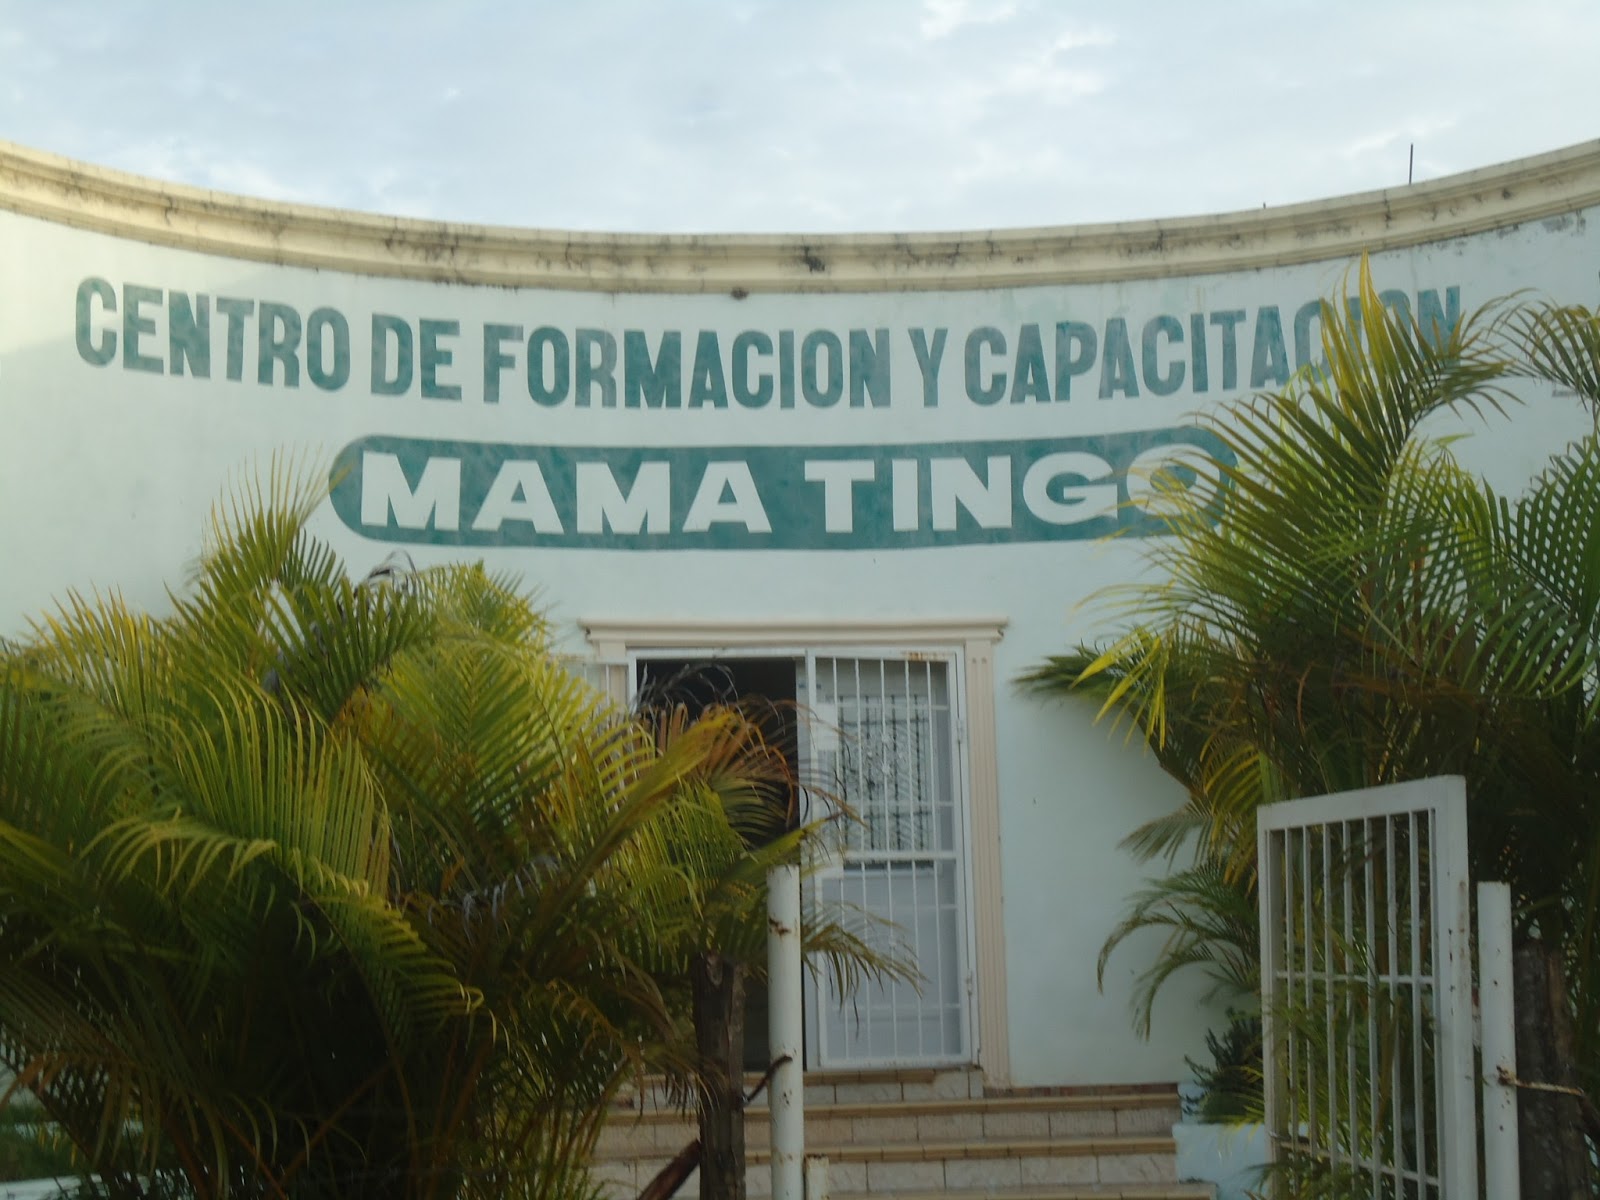 CENTRO DE FORMACION Y CAPACITACION
MAMA TINGO